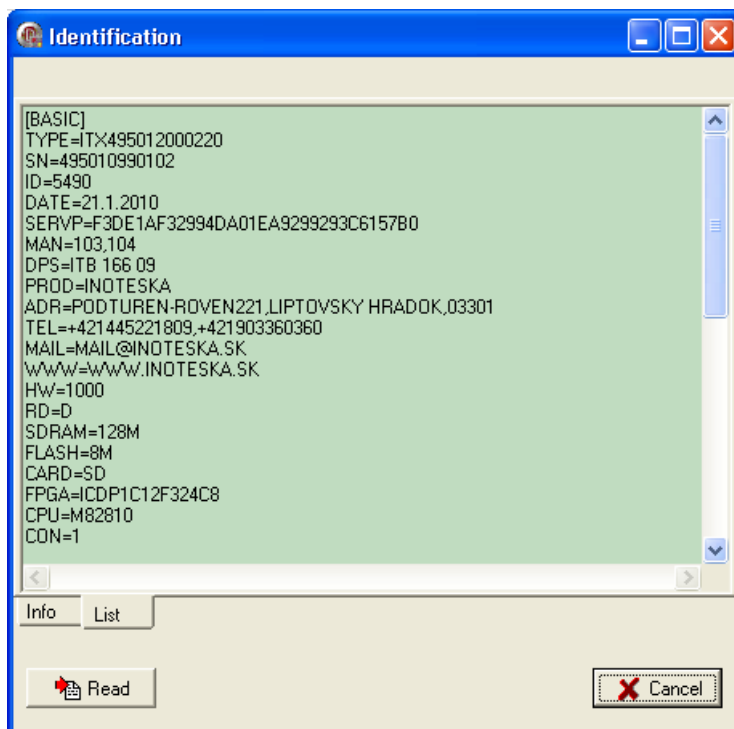 Identification
[BASIC]
TYPE=ITX495012000220
SN=495010990102
ID=5490
DATE=21.1.2010
SERVP=F3DE1AF32994DA01EA9299293C6157B0
MAN=103,104
DPS=ITB 166 09
PROD=INOTESKA
ADR=PODTUREN-ROVEN221,LIPTOVSKY HRADOK,03301
TEL=+421445221809,+421903360360
MAIL=MAIL@INOTESKA.SK
WWW=WWW.INOTESKA.SK
HW=1000
RD=D
SDRAM=128M
FLASH=8M
CARD=SD
FPGA=ICDP1C12F324C8
CPU=M82810
CON=1
Info List
Read Cancel